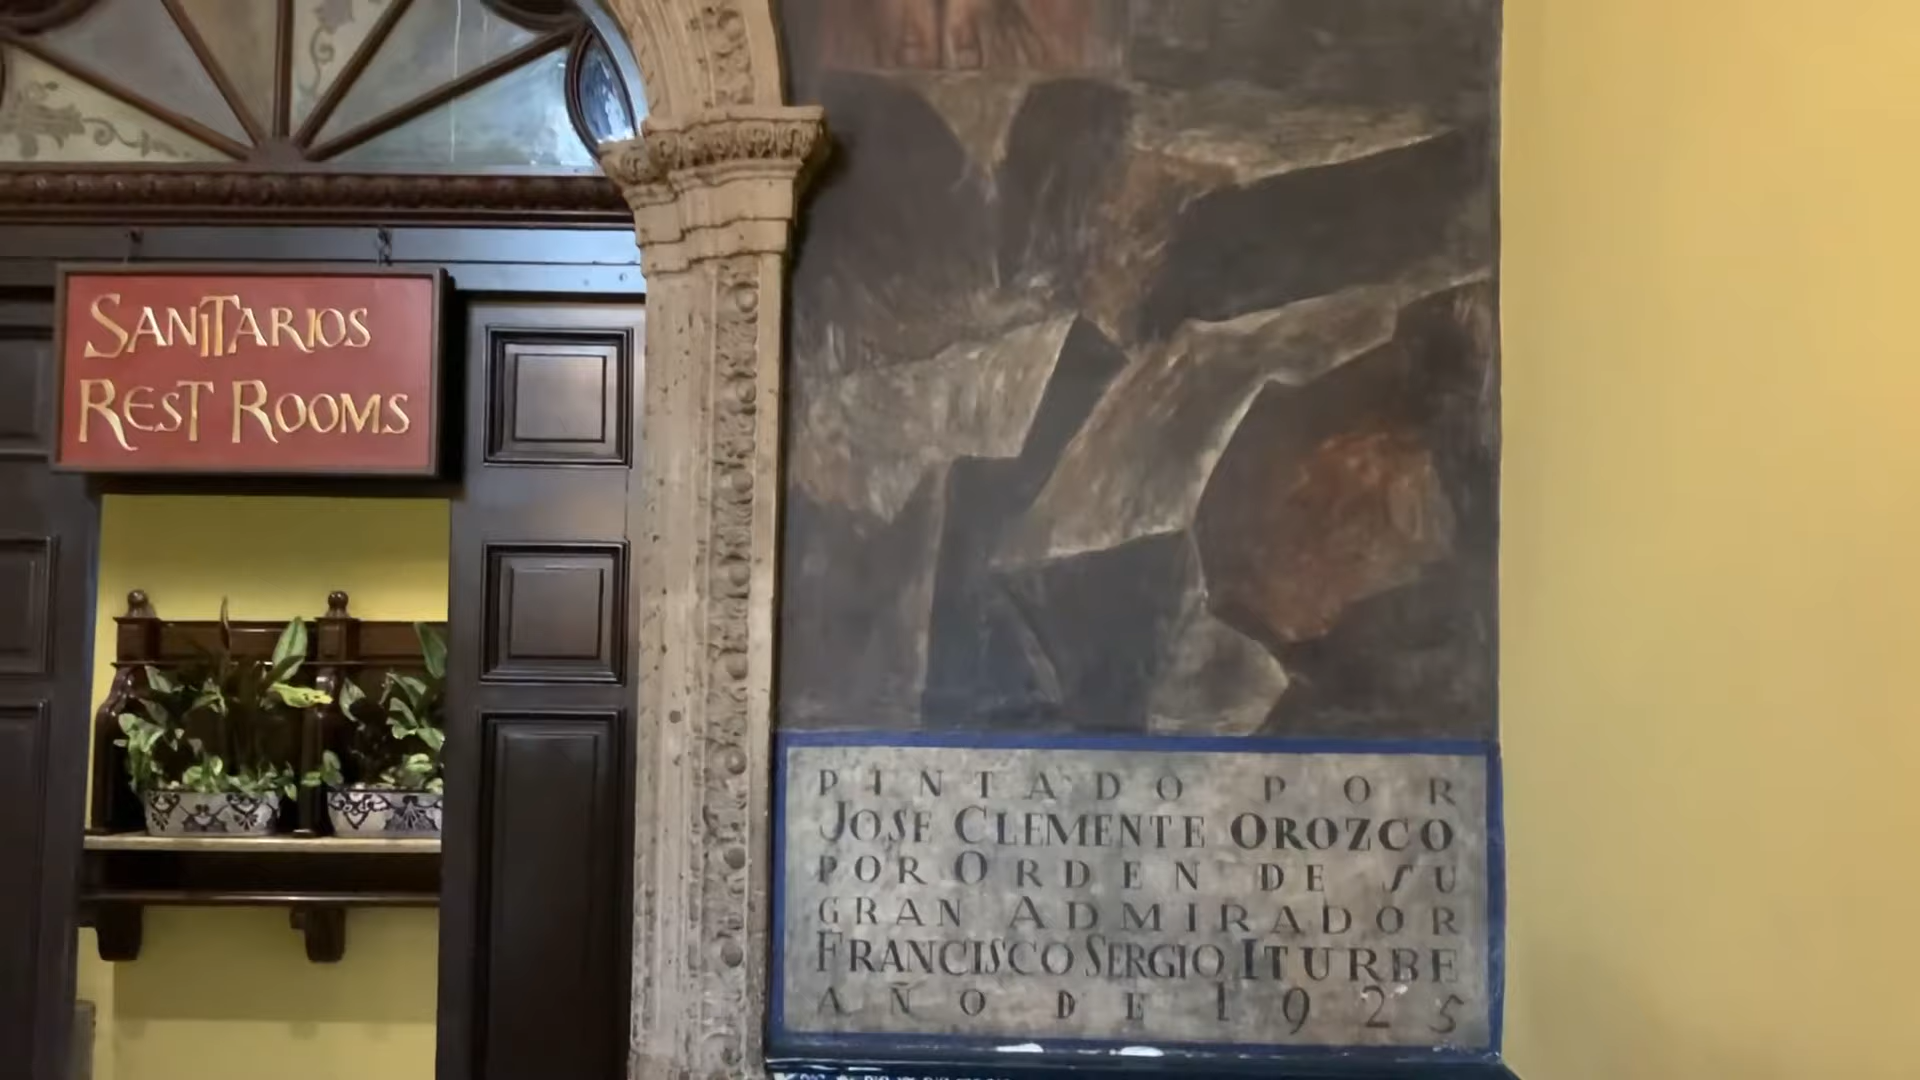 SANITARIOS
REST ROOMS
PINTADO POR
JOSE CLEMENTE OROZCO
POR ORDEN DE SU
GRAN ADMIRADOR
FRANCISCO SERGIO ITURBE
AÑO DE 1925